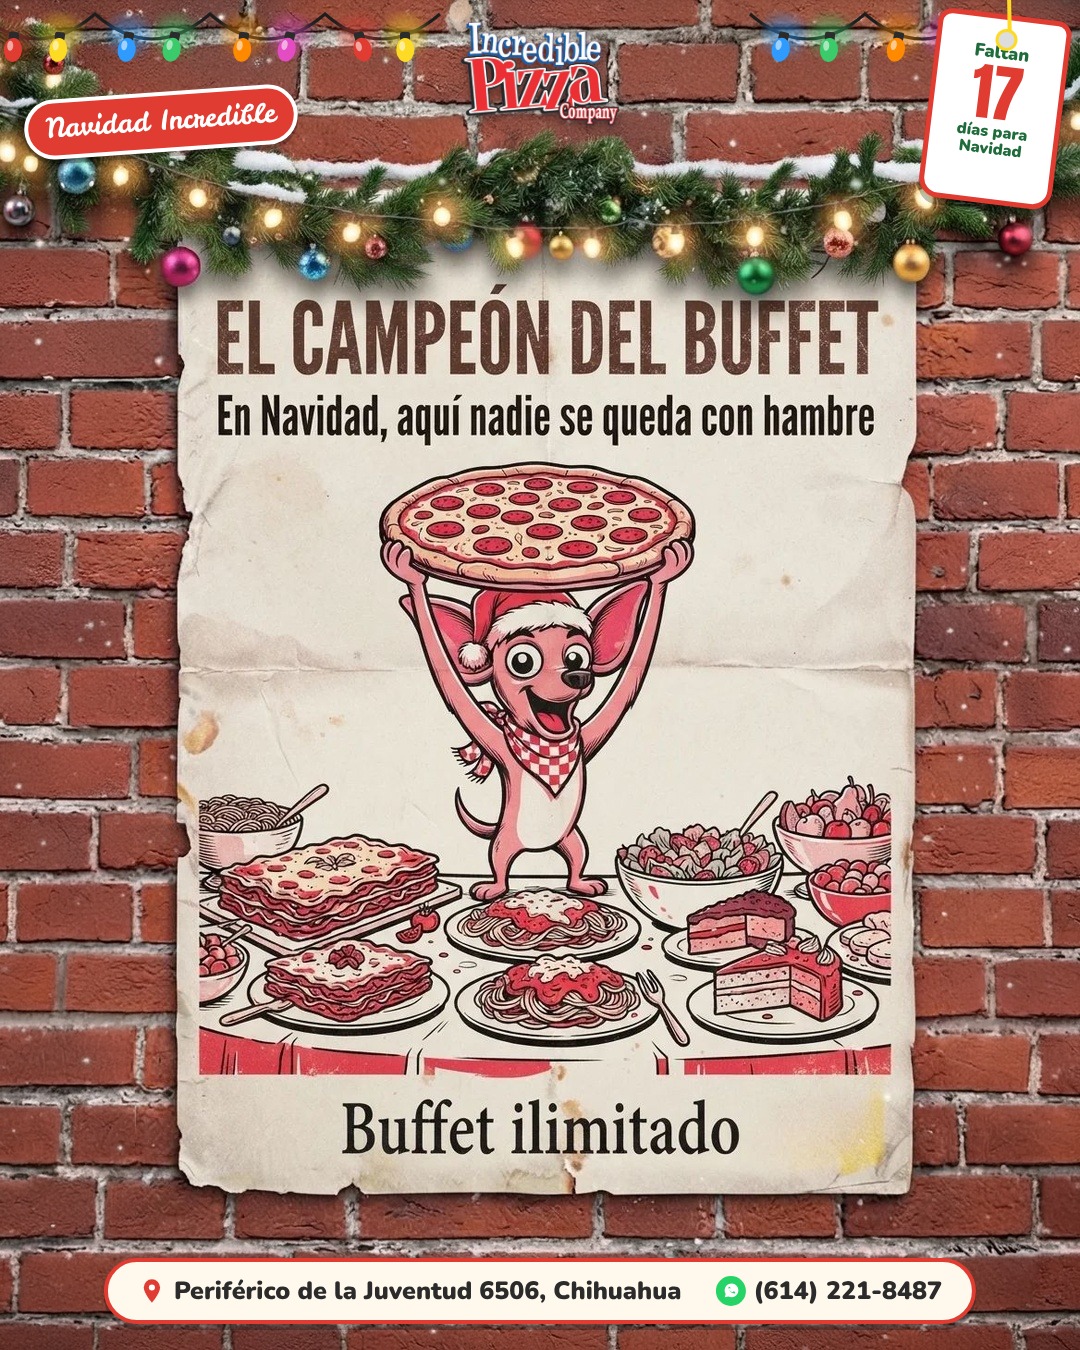 Incredible
Pizza
Company
Navidad Incredible
Faltan
17
días para
Navidad
EL CAMPEÓN DEL BUFFET
En Navidad, aquí nadie se queda con hambre
Buffet ilimitado
Periférico de la Juventud 6506, Chihuahua
(614) 221-8487